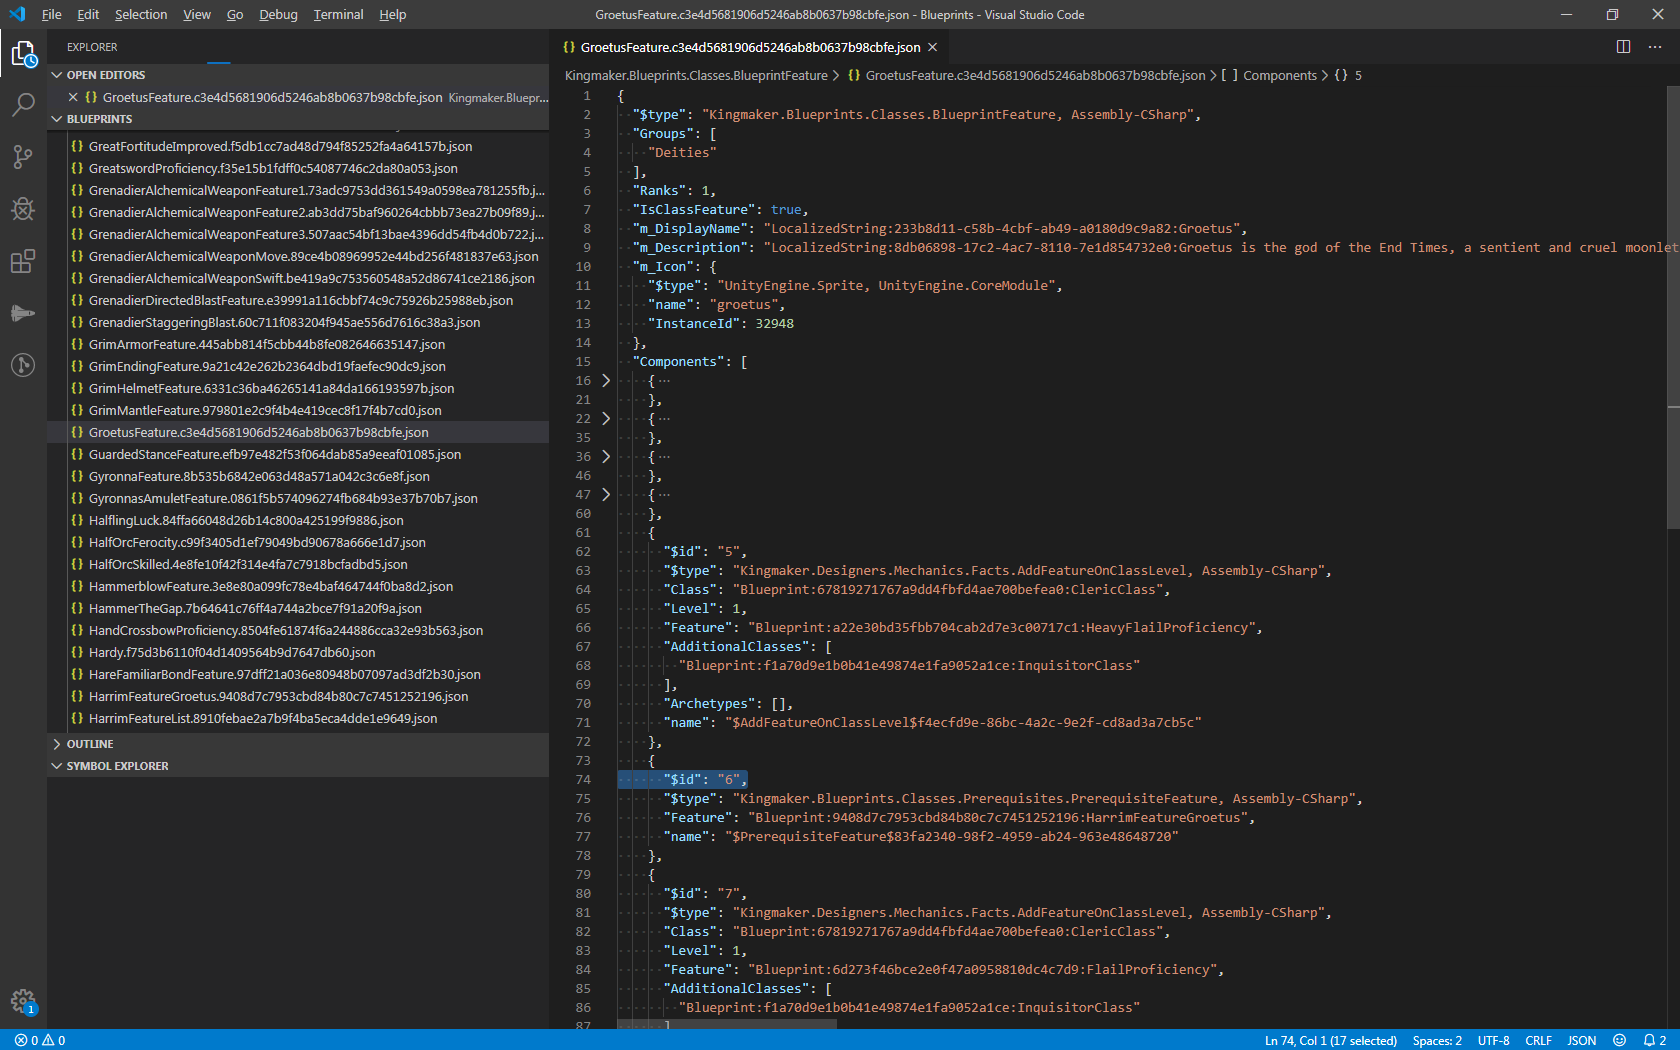 File Edit Selection View Go Debug Terminal Help
GroetusFeature.c3e4d5681906d5246ab8b0637b98cbfe.json - Blueprints - Visual Studio Code
EXPLORER
OPEN EDITORS
GroetusFeature.c3e4d5681906d5246ab8b0637b98cbfe.json Kingmaker.Bluepr...
BLUEPRINTS
{} GreatFortitudeImproved.f5db1cc7ad48d794f85252fa4a64157b.json
{} GreatswordProficiency.f35e15b1fdff0c54087746c2da80a053.json
{} GrenadierAlchemicalWeaponFeature1.73adc9753dd361549a0598ea781255fb.j...
{} GrenadierAlchemicalWeaponFeature2.ab3dd75baf960264cbbb73ea27b09f89.j...
{} GrenadierAlchemicalWeaponFeature3.507aac54bf13bae4396dd54fb4d0b722.j...
{} GrenadierAlchemicalWeaponMove.89ce4b08969952e44bd256f481837e63.json
{} GrenadierAlchemicalWeaponSwift.be419a9c753560548a52d86741ce2186.json
{} GrenadierDirectedBlastFeature.e39991a116cbbf74c9c75926b25988eb.json
{} GrenadierStaggeringBlast.60c711f083204f945ae556d7616c38a3.json
{} GrimArmorFeature.445abb814f5cbb44b8fe082646635147.json
{} GrimEndingFeature.9a21c42e262b2364dbd19faefec90dc9.json
{} GrimHelmetFeature.6331c36ba46265141a84da166193597b.json
{} GrimMantleFeature.979801e2c9f4b4e419cec8f17f4b7cd0.json
{} GroetusFeature.c3e4d5681906d5246ab8b0637b98cbfe.json
{} GuardedStanceFeature.efb97e482f53f064dab85a9eeaf01085.json
{} GyronnaFeature.8b535b6842e063d48a571a042c3c6e8f.json
{} GyronnasAmuletFeature.0861f5b574096274fb684b93e37b70b7.json
{} HalflingLuck.84ffa66048d26b14c800a425199f9886.json
{} HalfOrcFerocity.c99f3405d1ef79049bd90678a666e1d7.json
{} HalfOrcSkilled.4e8fe10f42f314e4fa7c7918bcfadbd5.json
{} HammerblowFeature.3e8e80a099fc78e4baf464744f0ba8d2.json
{} HammerTheGap.7b64641c76ff4a744a2bce7f91a20f9a.json
{} HandCrossbowProficiency.8504fe61874f6a244886cca32e93b563.json
{} Hardy.f75d3b6110f04d1409564b9d7647db60.json
{} HareFamiliarBondFeature.97dff21a036e80948b07097ad3df2b30.json
{} HarrimFeatureGroetus.9408d7c7953cbd84b80c7c7451252196.json
{} HarrimFeatureList.8910febae2a7b9f4ba5eca4dde1e9649.json
OUTLINE
SYMBOL EXPLORER
1
{} GroetusFeature.c3e4d5681906d5246ab8b0637b98cbfe.json
Kingmaker.Blueprints.Classes.BlueprintFeature > {} GroetusFeature.c3e4d5681906d5246ab8b0637b98cbfe.json > [ ] Components > {} 5
1 {
2 "$type": "Kingmaker.Blueprints.Classes.BlueprintFeature, Assembly-CSharp",
3 "Groups": [
4 "Deities"
5 ],
6 "Ranks": 1,
7 "IsClassFeature": true,
8 "m_DisplayName": "LocalizedString:233b8d11-c58b-4cbf-ab49-a0180d9c9a82:Groetus",
9 "m_Description": "LocalizedString:8db06898-17c2-4ac7-8110-7e1d854732e0:Groetus is the god of the End Times, a sentient and cruel moonlet
10 "m_Icon": {
11 "$type": "UnityEngine.Sprite, UnityEngine.CoreModule",
12 "name": "groetus",
13 "InstanceId": 32948
14 },
15 "Components": [
16 { ...
21 },
22 { ...
35 },
36 { ...
46 },
47 { ...
60 },
61 {
62 "$id": "5",
63 "$type": "Kingmaker.Designers.Mechanics.Facts.AddFeatureOnClassLevel, Assembly-CSharp",
64 "Class": "Blueprint:67819271767a9dd4fbfd4ae700befea0:ClericClass",
65 "Level": 1,
66 "Feature": "Blueprint:a22e30bd35fbb704cab2d7e3c00717c1:HeavyFlailProficiency",
67 "AdditionalClasses": [
68 "Blueprint:f1a70d9e1b0b41e49874e1fa9052a1ce:InquisitorClass"
69 ],
70 "Archetypes": [],
71 "name": "$AddFeatureOnClassLevel$f4ecfd9e-86bc-4a2c-9e2f-cd8ad3a7cb5c"
72 },
73 {
74 "$id": "6",
75 "$type": "Kingmaker.Blueprints.Classes.Prerequisites.PrerequisiteFeature, Assembly-CSharp",
76 "Feature": "Blueprint:9408d7c7953cbd84b80c7c7451252196:HarrimFeatureGroetus",
77 "name": "$PrerequisiteFeature$83fa2340-98f2-4959-ab24-963e48648720"
78 },
79 {
80 "$id": "7",
81 "$type": "Kingmaker.Designers.Mechanics.Facts.AddFeatureOnClassLevel, Assembly-CSharp",
82 "Class": "Blueprint:67819271767a9dd4fbfd4ae700befea0:ClericClass",
83 "Level": 1,
84 "Feature": "Blueprint:6d273f46bce2e0f47a0958810dc4c7d9:FlailProficiency",
85 "AdditionalClasses": [
86 "Blueprint:f1a70d9e1b0b41e49874e1fa9052a1ce:InquisitorClass"
87 ]
0 0
Ln 74, Col 1 (17 selected) Spaces: 2 UTF-8 CRLF JSON 2